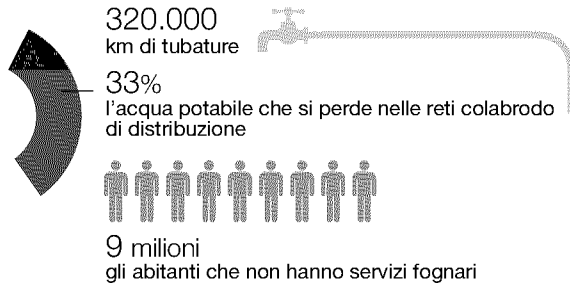 320.000
km di tubature
33%
l'acqua potabile che si perde nelle reti colabrodo
di distribuzione
9 milioni
gli abitanti che non hanno servizi fognari